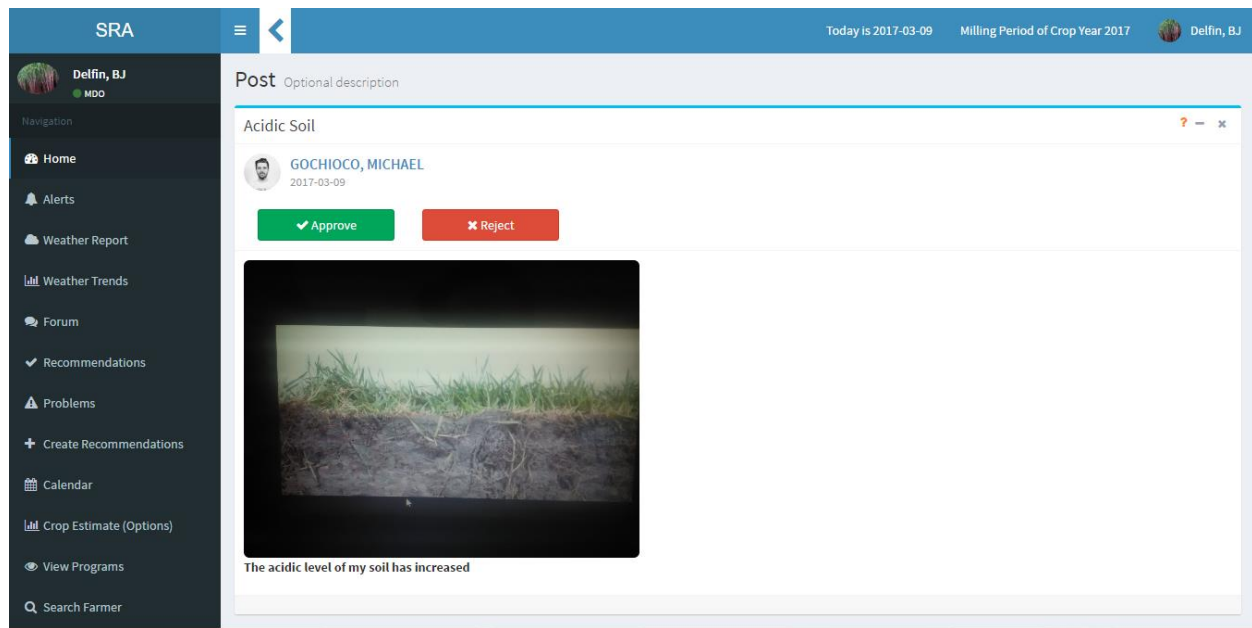 SRA
Today is 2017-03-09 Milling Period of Crop Year 2017 Delfin, BJ
Delfin, BJ
MDO
Navigation
Home
Alerts
Weather Report
Weather Trends
Forum
Recommendations
Problems
Create Recommendations
Calendar
Crop Estimate (Options)
View Programs
Search Farmer
Post Optional description
Acidic Soil
GOCHIOCO, MICHAEL
2017-03-09
Approve Reject
The acidic level of my soil has increased